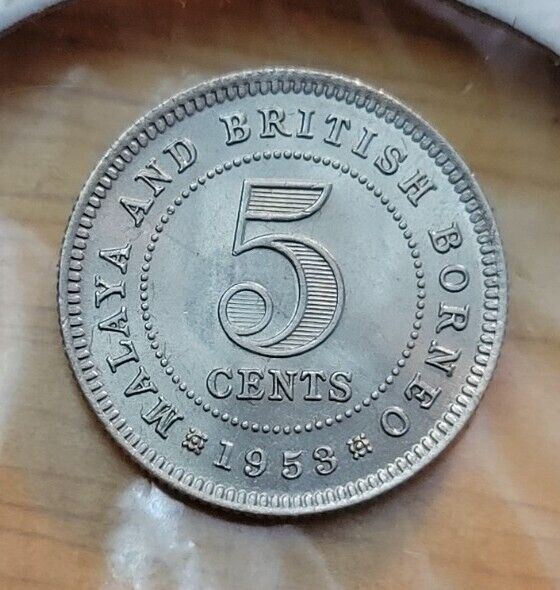 MALAYA AND BRITISH BORNEO
5
CENTS
1953